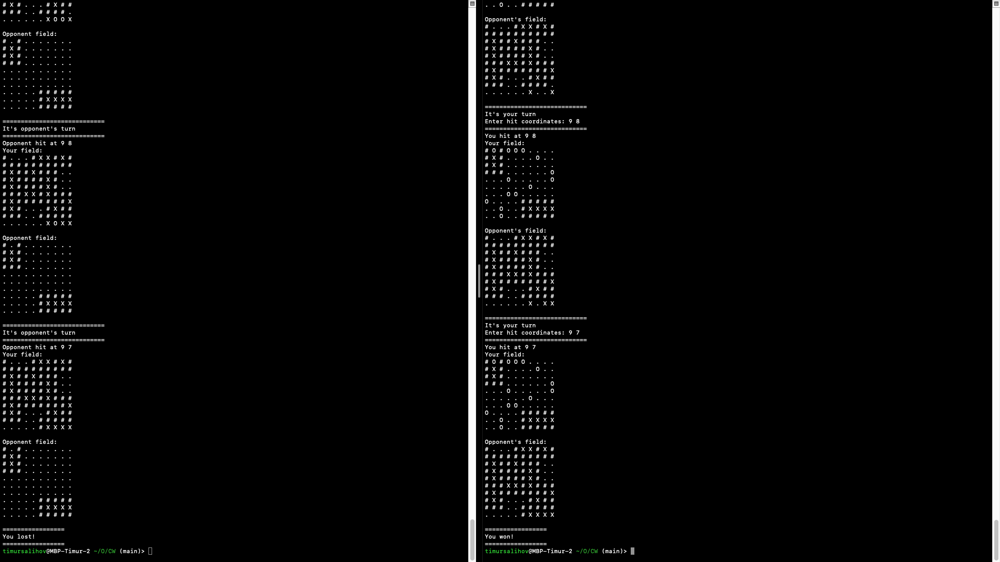 # X # . . . # X # #
# # # . . # # # # .
. . . . . . X O O X

Opponent field:
# . # . . . . . . .
# X # . . . . . . .
# X # . . . . . . .
# # # . . . . . . .
. . . . . . . . . .
. . . . . . . . . .
. . . . . . . . . .
. . . . . # # # # #
. . . . . # X X X X
. . . . . # # # # #

============================
It's opponent's turn
============================
Opponent hit at 9 8
Your field:
# . . . # X X # X #
# # # # # # # # # #
# X # # X # # # . .
# X # # # # X # . .
# X # # # # X # . .
# # # X X # X # # #
# X # # # # # # # X
# X # . . . # X # #
# # # . . # # # # #
. . . . . . X O X X

Opponent field:
# . # . . . . . . .
# X # . . . . . . .
# X # . . . . . . .
# # # . . . . . . .
. . . . . . . . . .
. . . . . . . . . .
. . . . . . . . . .
. . . . . # # # # #
. . . . . # X X X X
. . . . . # # # # #

============================
It's opponent's turn
============================
Opponent hit at 9 7
Your field:
# . . . # X X # X #
# # # # # # # # # #
# X # # X # # # . .
# X # # # # X # . .
# X # # # # X # . .
# # # X X # X # # #
# X # # # # # # # X
# X # . . . # X # #
# # # . . # # # # #
. . . . . # X X X X

Opponent field:
# . # . . . . . . .
# X # . . . . . . .
# X # . . . . . . .
# # # . . . . . . .
. . . . . . . . . .
. . . . . . . . . .
. . . . . . . . . .
. . . . . # # # # #
. . . . . # X X X X
. . . . . # # # # #

=================
You lost!
=================
timursalihov@MBP-Timur-2 ~/O/CW (main)>

. . O . . # # # # #

Opponent's field:
# . . . # X X # X #
# # # # # # # # # #
# X # # X # # # . .
# X # # # # X # . .
# X # # # # X # . .
# # # X X # X # # #
# X # # # # # # # X
# X # . . . # X # #
# # # . . # # # # .
. . . . . . X . . X

============================
It's your turn
Enter hit coordinates: 9 8
============================
You hit at 9 8
Your field:
# O # O O O . . . .
# X # . . . . O . .
# X # . . . . . . .
# # # . . . . . . O
. . . O . . . . . O
. . . . . . O . . .
. . . O O . . . . .
O . . . . # # # # #
. . O . . # X X X X
. . O . . # # # # #

Opponent's field:
# . . . # X X # X #
# # # # # # # # # #
# X # # X # # # . .
# X # # # # X # . .
# X # # # # X # . .
# # # X X # X # # #
# X # # # # # # # X
# X # . . . # X # #
# # # . . # # # # #
. . . . . . X . X X

============================
It's your turn
Enter hit coordinates: 9 7
============================
You hit at 9 7
Your field:
# O # O O O . . . .
# X # . . . . O . .
# X # . . . . . . .
# # # . . . . . . O
. . . O . . . . . O
. . . . . . O . . .
. . . O O . . . . .
O . . . . # # # # #
. . O . . # X X X X
. . O . . # # # # #

Opponent's field:
# . . . # X X # X #
# # # # # # # # # #
# X # # X # # # . .
# X # # # # X # . .
# X # # # # X # . .
# # # X X # X # # #
# X # # # # # # # X
# X # . . . # X # #
# # # . . # # # # #
. . . . . # X X X X

=================
You won!
=================
timursalihov@MBP-Timur-2 ~/O/CW (main)>